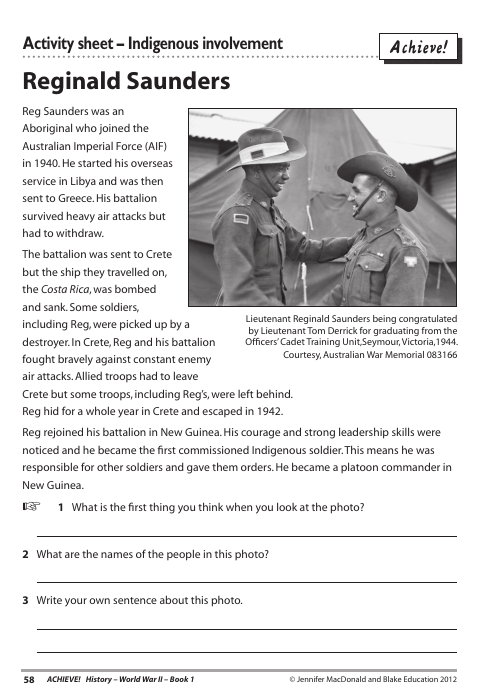 Activity sheet – Indigenous involvement
Achieve!
Reginald Saunders
Reg Saunders was an
Aboriginal who joined the
Australian Imperial Force (AIF)
in 1940. He started his overseas
service in Libya and was then
sent to Greece. His battalion
survived heavy air attacks but
had to withdraw.
The battalion was sent to Crete
but the ship they travelled on,
the Costa Rica, was bombed
and sank. Some soldiers,
including Reg, were picked up by a
destroyer. In Crete, Reg and his battalion
fought bravely against constant enemy
air attacks. Allied troops had to leave
Crete but some troops, including Reg's, were left behind.
Reg hid for a whole year in Crete and escaped in 1942.
Lieutenant Reginald Saunders being congratulated
by Lieutenant Tom Derrick for graduating from the
Officers' Cadet Training Unit, Seymour, Victoria, 1944.
Courtesy, Australian War Memorial 083166
Reg rejoined his battalion in New Guinea. His courage and strong leadership skills were
noticed and he became the first commissioned Indigenous soldier. This means he was
responsible for other soldiers and gave them orders. He became a platoon commander in
New Guinea.
1 What is the first thing you think when you look at the photo?
2 What are the names of the people in this photo?
3 Write your own sentence about this photo.
58 ACHIEVE! History – World War II – Book 1
© Jennifer MacDonald and Blake Education 2012